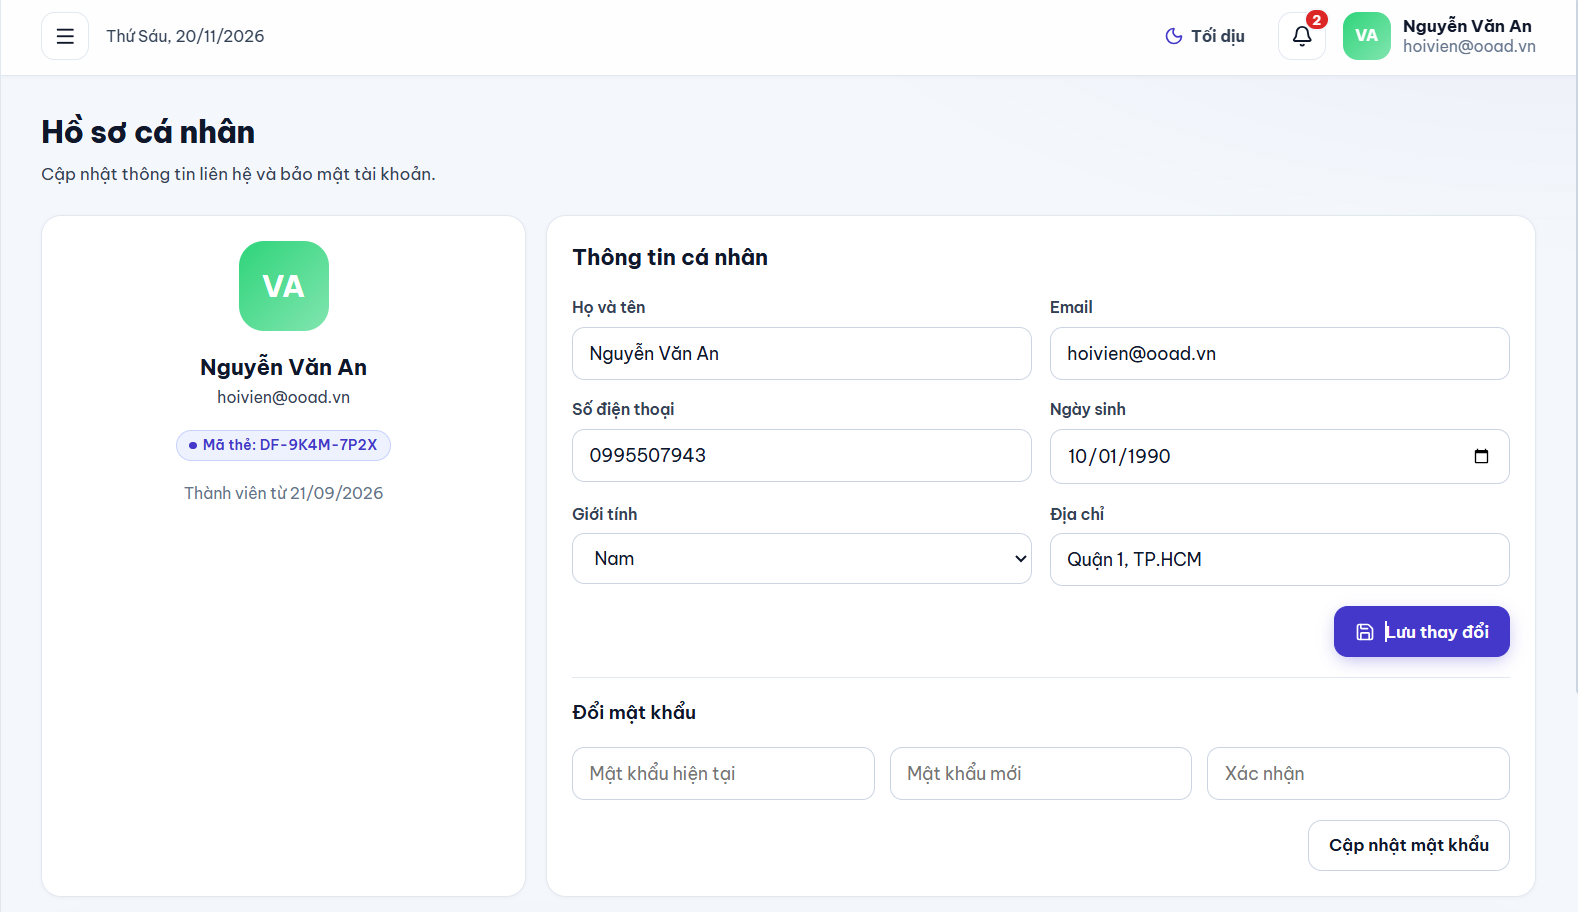 Thứ Sáu, 20/11/2026
Tối dịu
2
VA
Nguyễn Văn An
hoivien@ooad.vn
Hồ sơ cá nhân
Cập nhật thông tin liên hệ và bảo mật tài khoản.
VA
Nguyễn Văn An
hoivien@ooad.vn
Mã thẻ: DF-9K4M-7P2X
Thành viên từ 21/09/2026
Thông tin cá nhân
Họ và tên
Nguyễn Văn An
Email
hoivien@ooad.vn
Số điện thoại
0995507943
Ngày sinh
10/01/1990
Giới tính
Nam
Địa chỉ
Quận 1, TP.HCM
Lưu thay đổi
Đổi mật khẩu
Mật khẩu hiện tại
Mật khẩu mới
Xác nhận
Cập nhật mật khẩu